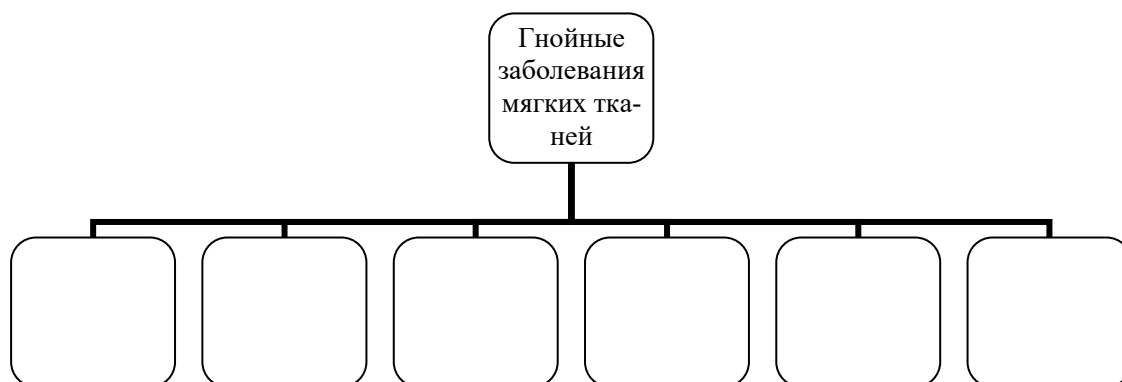 Гнойные
заболевания
мягких тка-
ней